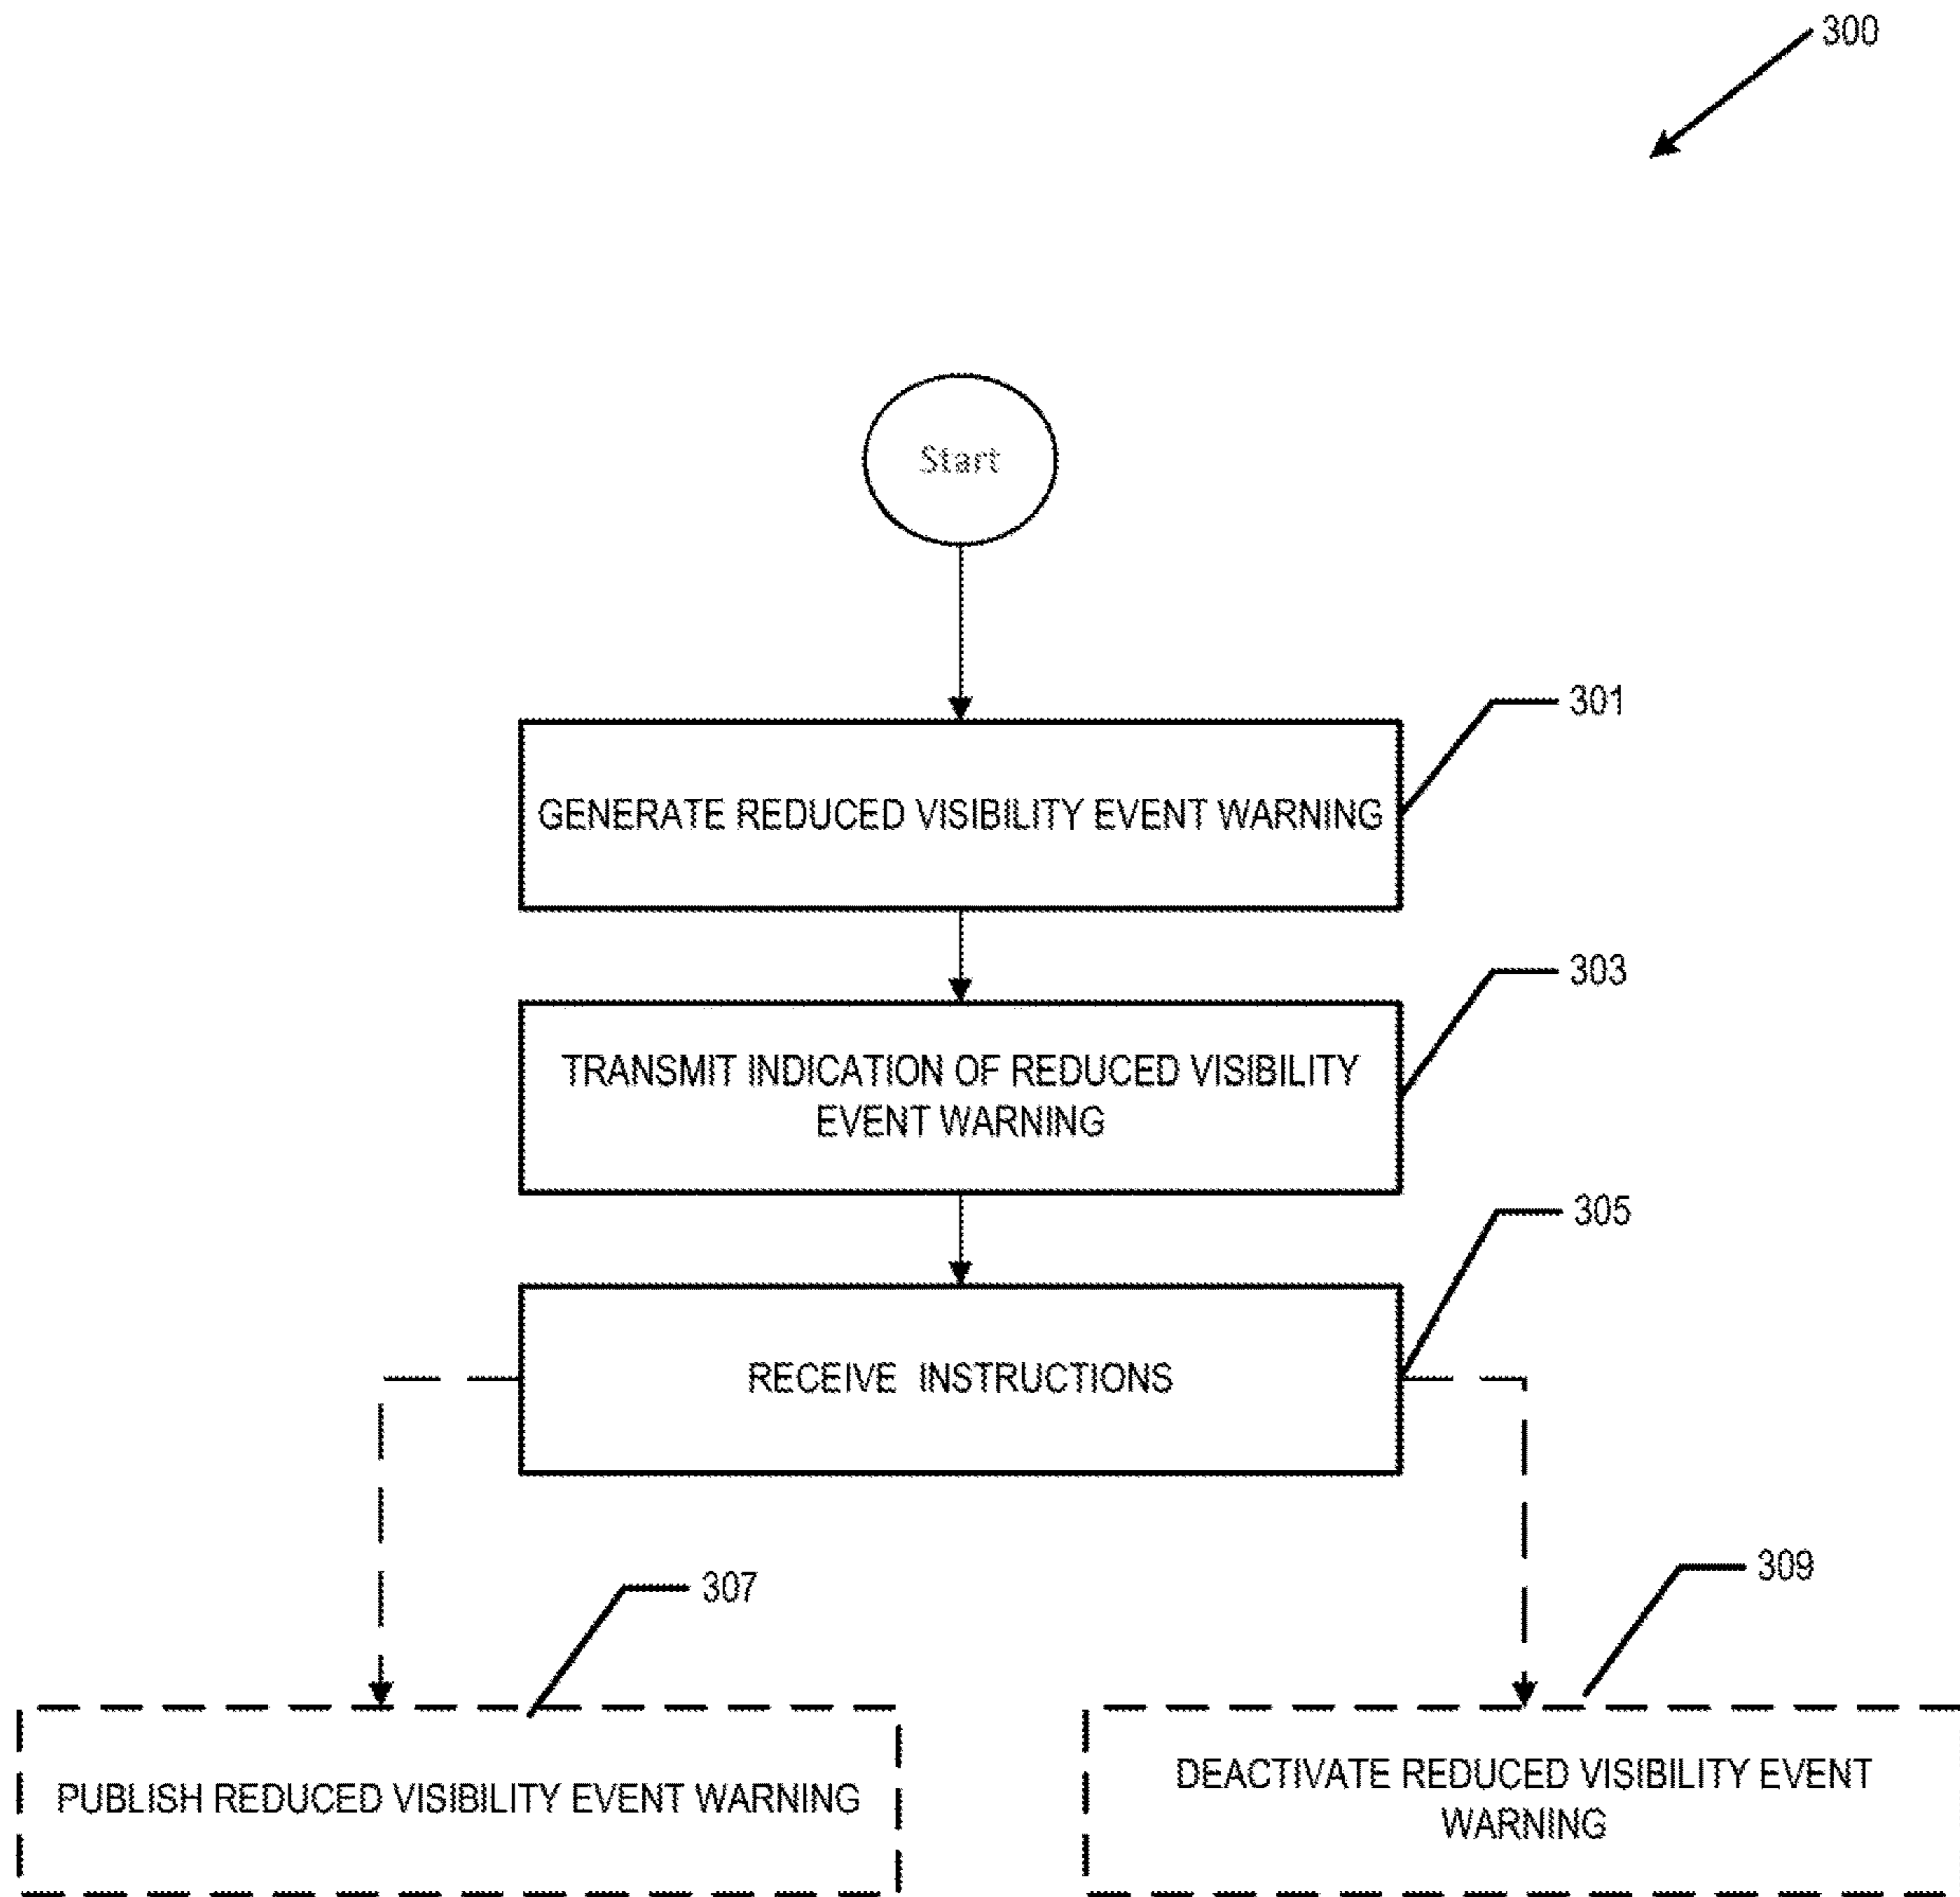 300
Start
301
GENERATE REDUCED VISIBILITY EVENT WARNING
303
TRANSMIT INDICATION OF REDUCED VISIBILITY
EVENT WARNING
305
RECEIVE INSTRUCTIONS
307
309
PUBLISH REDUCED VISIBILITY EVENT WARNING
DEACTIVATE REDUCED VISIBILITY EVENT
WARNING